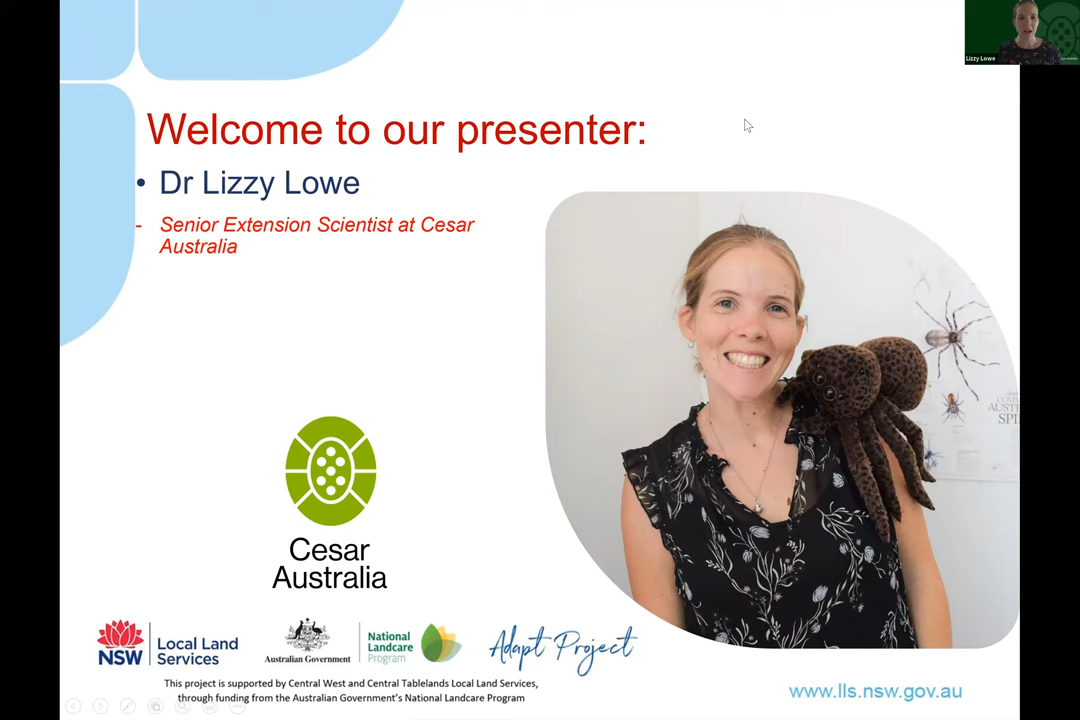 Lizzy Lowe
Welcome to our presenter:
• Dr Lizzy Lowe
- Senior Extension Scientist at Cesar
Australia
Cesar
Australia
NSW
Local Land
Services
Australian Government
National
Landcare
Program
Adapt Project
This project is supported by Central West and Central Tablelands Local Land Services,
through funding from the Australian Government's National Landcare Program
www.lls.nsw.gov.au